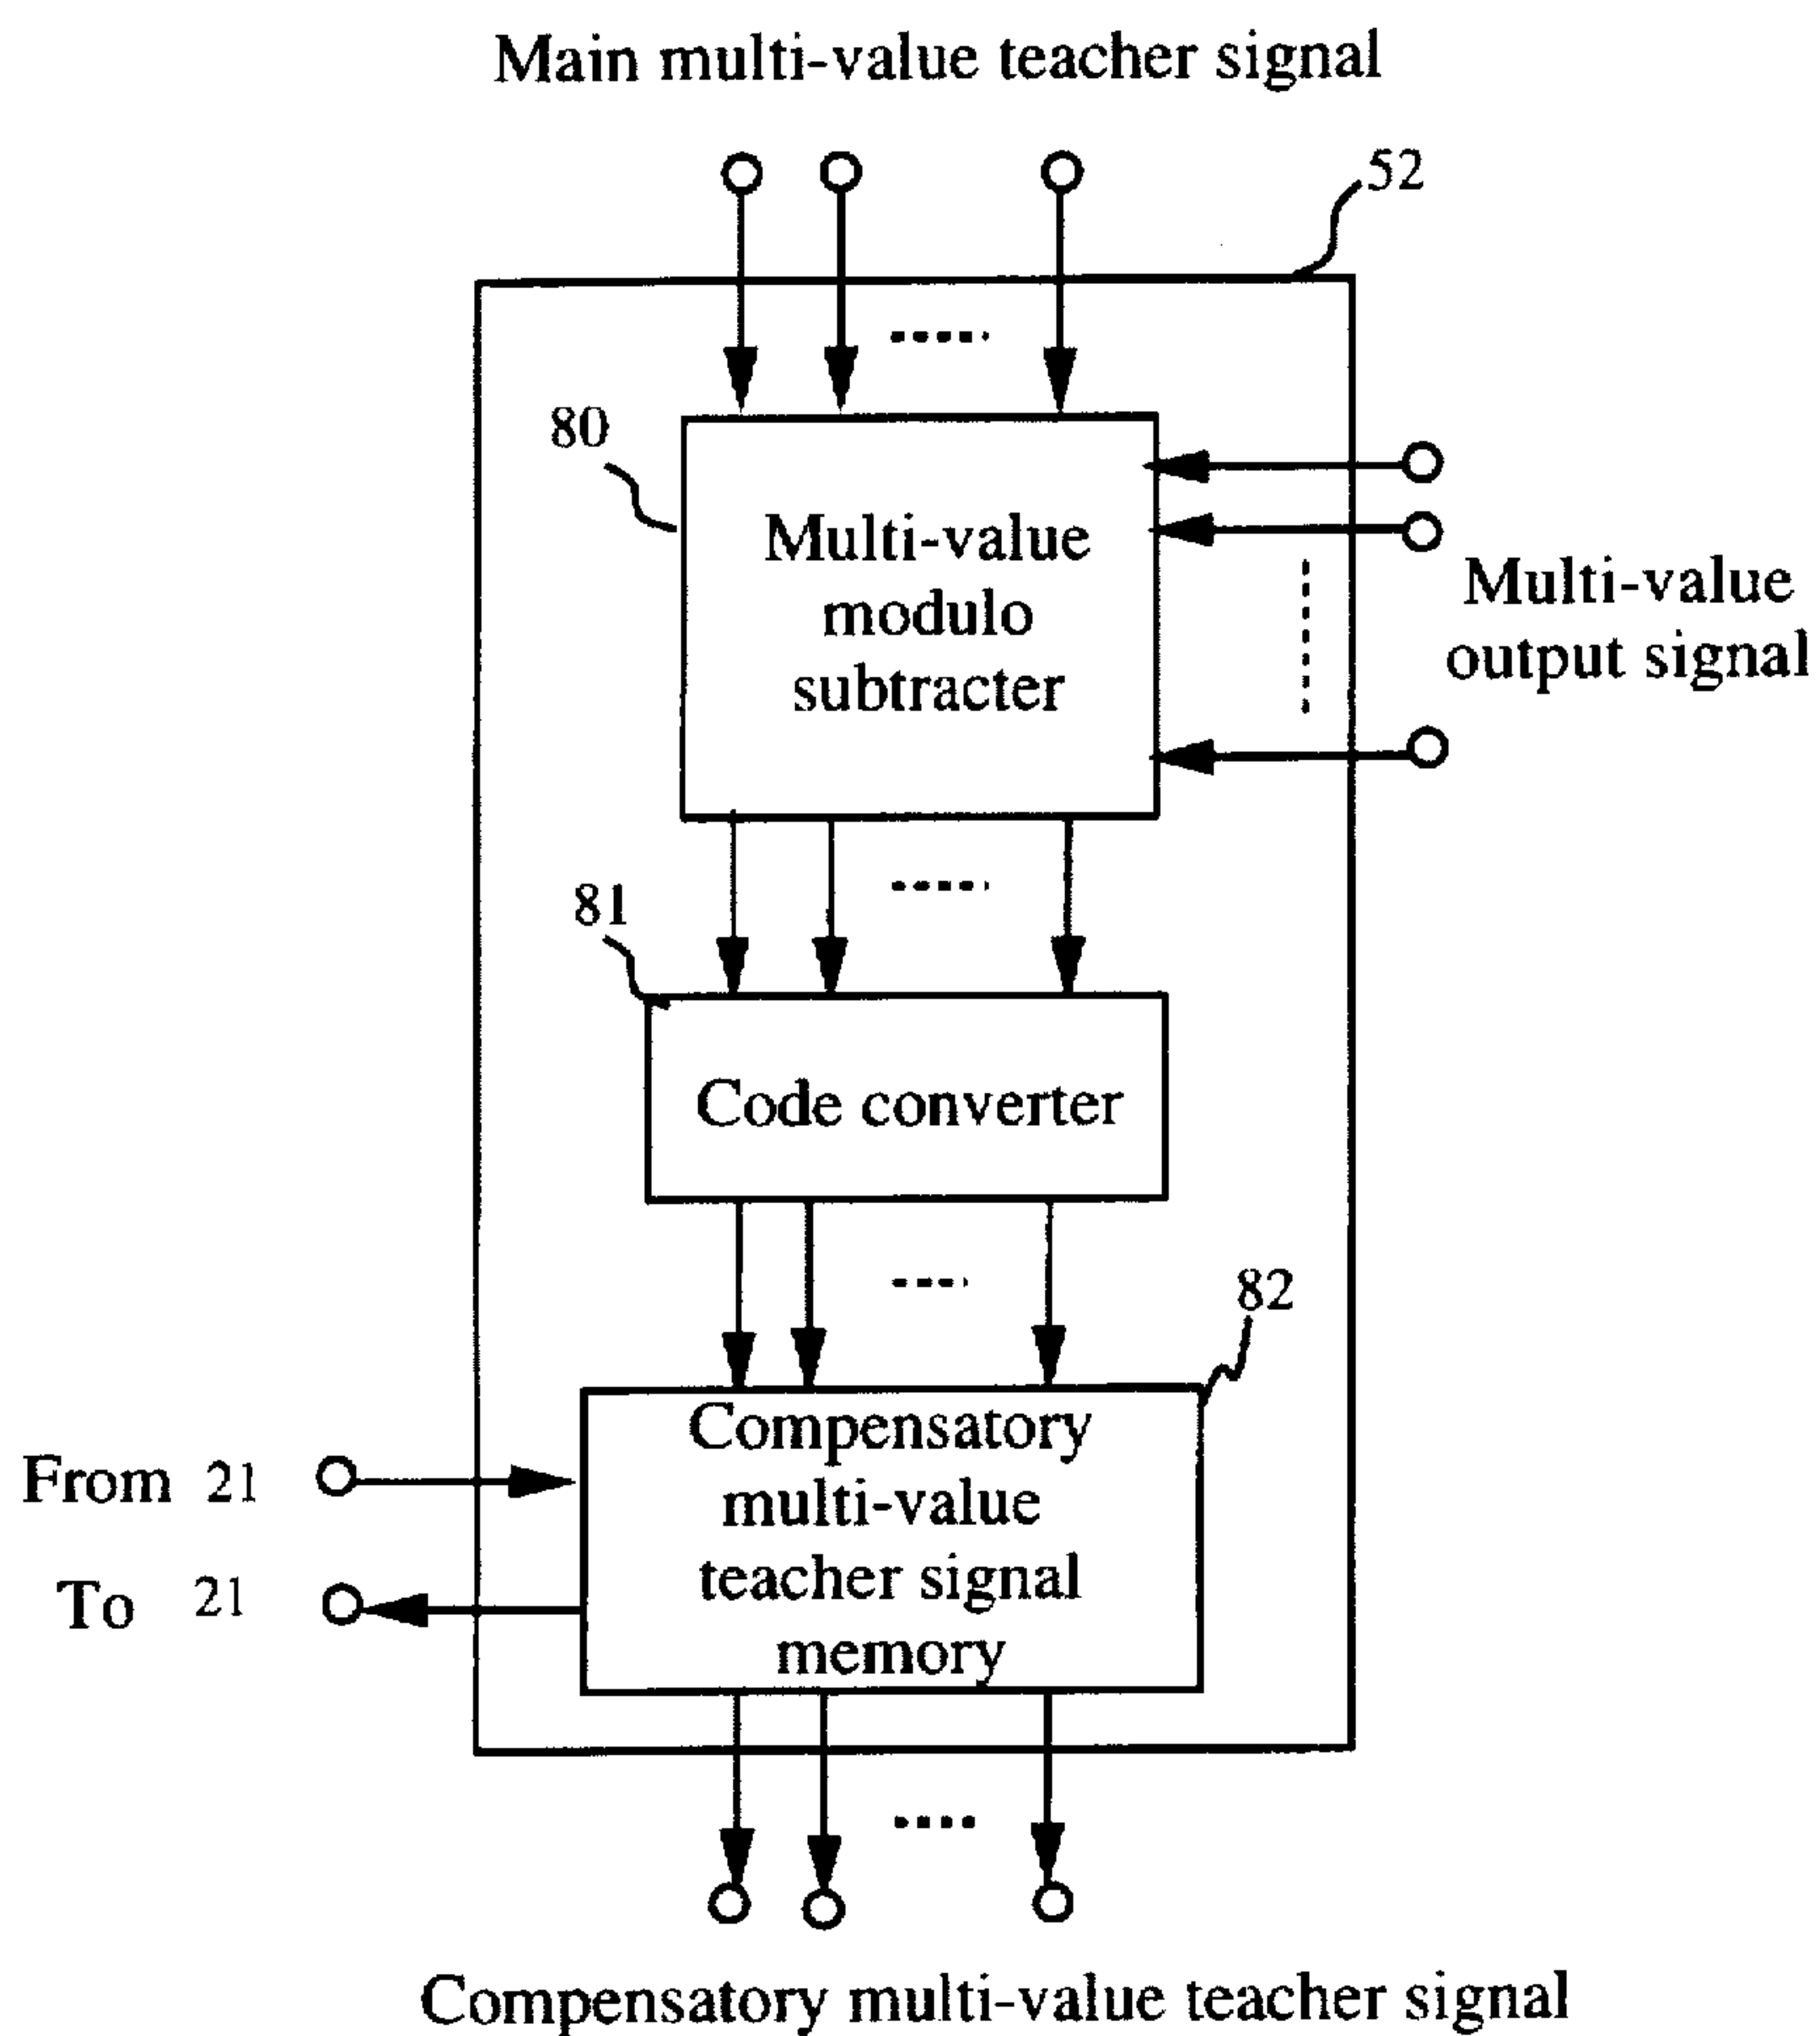 Main multi-value teacher signal
52
80
Multi-value
modulo
subtracter
Multi-value
output signal
81
Code converter
82
Compensatory
multi-value
teacher signal
memory
From 21
To 21
Compensatory multi-value teacher signal